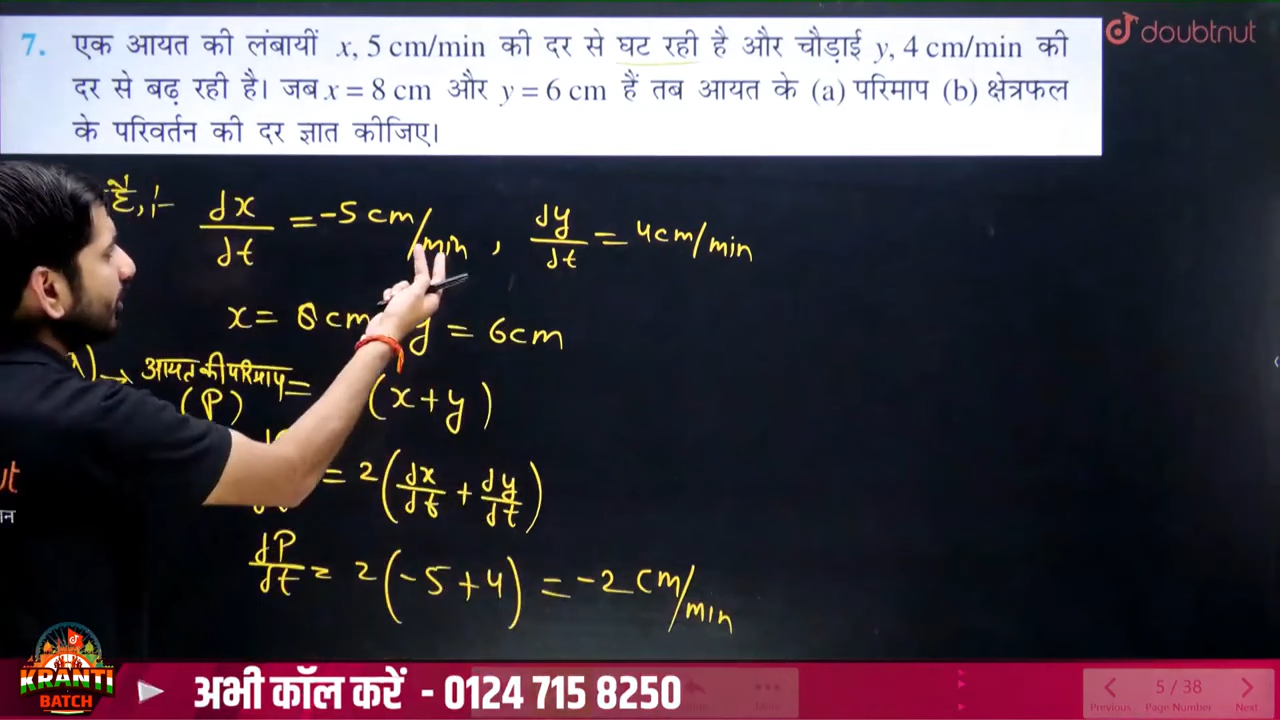 doubtnut
7. एक आयत की लंबायीं x, 5 cm/min की दर से घट रही है और चौड़ाई y, 4 cm/min की
दर से बढ़ रही है। जब x = 8 cm और y = 6 cm हैं तब आयत के (a) परिमाप (b) क्षेत्रफल
के परिवर्तन की दर ज्ञात कीजिए।
है, :- dx/dt = -5 cm/min , dy/dt = 4cm/min
x = 8 cm y = 6cm
→ आयत की परिमाप = (x+y)
(P)
= 2(dx/dt + dy/dt)
dP/dt = 2(-5+4) = -2 cm/min
KRANTI
BATCH
अभी कॉल करें - 0124 715 8250
5 / 38
Previous Page Number Next